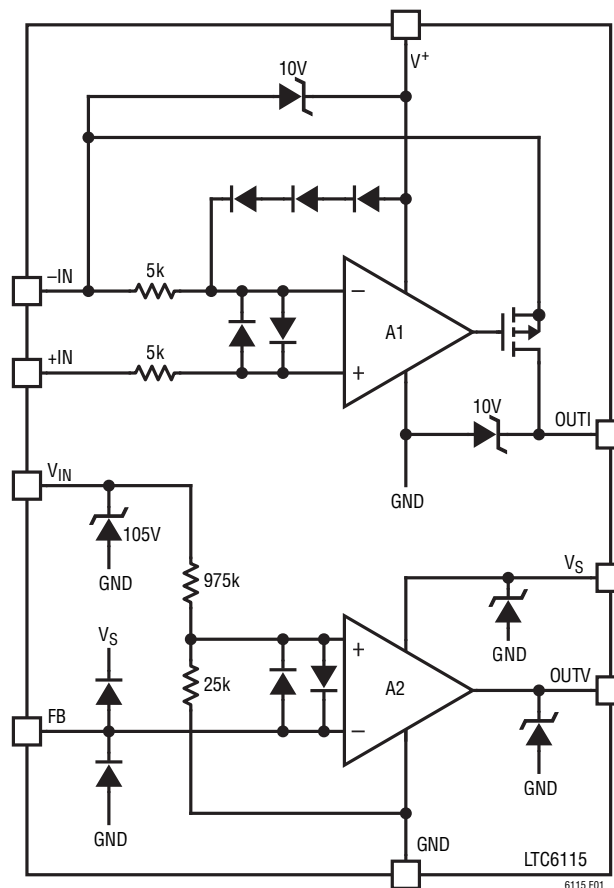 V+
10V
–IN
5k
A1
–
+
+IN
5k
10V
OUTI
GND
VIN
105V
GND
975k
VS
GND
VS
25k
+
A2
–
OUTV
FB
GND
GND
GND
LTC6115
6115 F01